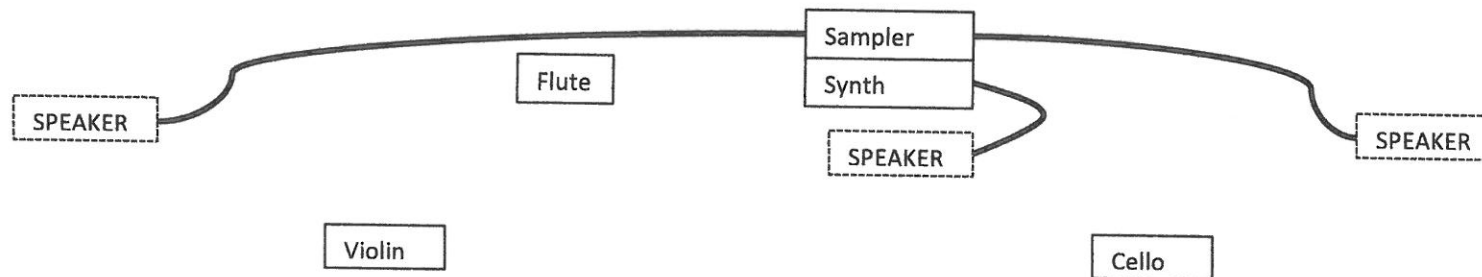 Sampler
Flute
Synth
SPEAKER
SPEAKER
SPEAKER
Violin
Cello